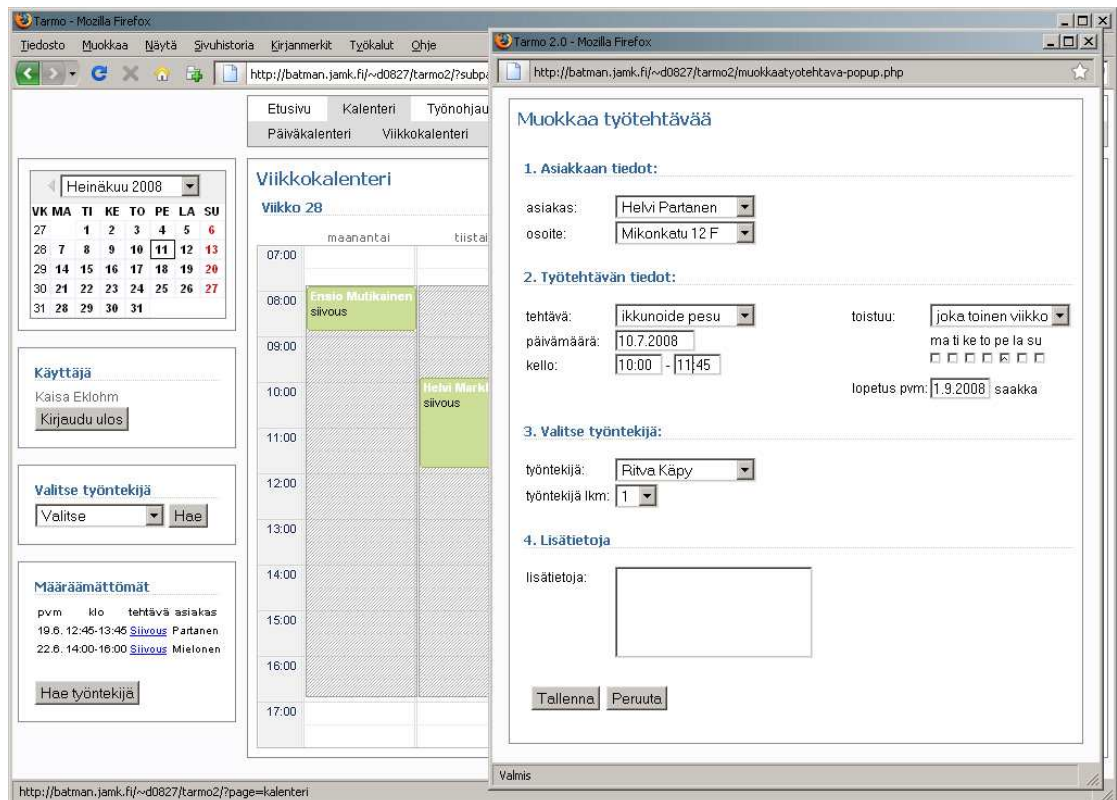 Tarmo - Mozilla Firefox
Tiedosto Muokkaa Näytä Sivuhistoria Kirjanmerkit Työkalut Ohje
http://batman.jamk.fi/~d0827/tarmo2/?subpa
Etusivu Kalenteri Työnohjau
Päiväkalenteri Viikkokalenteri
Heinäkuu 2008
VK MA TI KE TO PE LA SU
27 1 2 3 4 5 6
28 7 8 9 10 11 12 13
29 14 15 16 17 18 19 20
30 21 22 23 24 25 26 27
31 28 29 30 31
Käyttäjä
Kaisa Eklohm
Kirjaudu ulos
Valitse työntekijä
Valitse Hae
Määräämättömät
pvm klo tehtävä asiakas
19.6. 12:45-13:45 Siivous Partanen
22.6. 14:00-16:00 Siivous Mielonen
Hae työntekijä
Viikkokalenteri
Viikko 28
maanantai tiistai
07:00
08:00
Ensio Mutikainen
siivous
09:00
10:00
Helvi Markk
siivous
11:00
12:00
13:00
14:00
15:00
16:00
17:00
http://batman.jamk.fi/~d0827/tarmo2/?page=kalenteri
Tarmo 2.0 - Mozilla Firefox
http://batman.jamk.fi/~d0827/tarmo2/muokkaatyotehtava-popup.php
Muokkaa työtehtävää
1. Asiakkaan tiedot:
asiakas: Helvi Partanen
osoite: Mikonkatu 12 F
2. Työtehtävän tiedot:
tehtävä: ikkunoide pesu toistuu: joka toinen viikko
päivämäärä: 10.7.2008 ma ti ke to pe la su
kello: 10:00 - 11:45
lopetus pvm: 1.9.2008 saakka
3. Valitse työntekijä:
työntekijä: Ritva Käpy
työntekijä lkm: 1
4. Lisätietoja
lisätietoja:
Tallenna Peruuta
Valmis